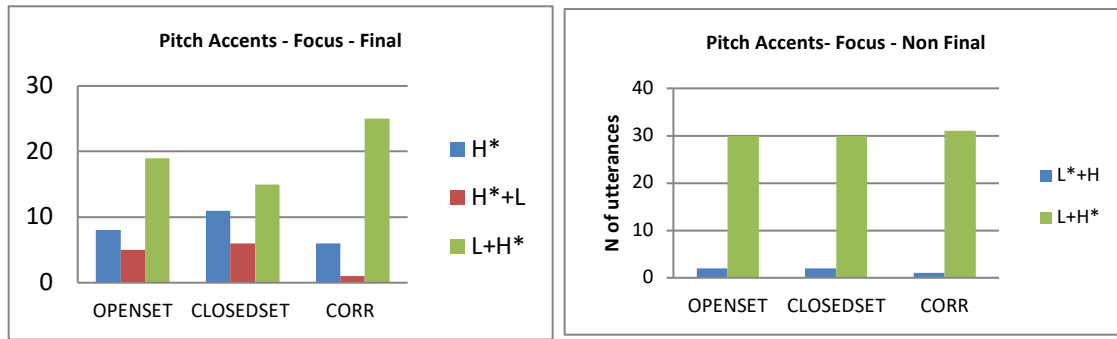 Pitch Accents - Focus - Final
30
20
10
0
OPENSET CLOSEDSET CORR
H*
H*+L
L+H*
Pitch Accents- Focus - Non Final
N of utterances
40
30
20
10
0
OPENSET CLOSEDSET CORR
L*+H
L+H*